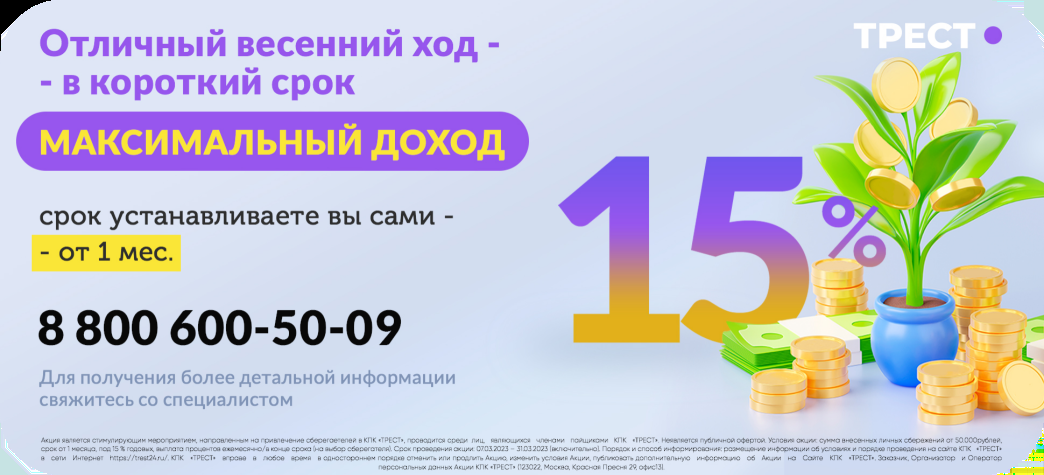 ТРЕСТ
Отличный весенний ход -
- в короткий срок
МАКСИМАЛЬНЫЙ ДОХОД
15%
срок устанавливаете вы сами -
- от 1 мес.
8 800 600-50-09
Для получения более детальной информации
свяжитесь со специалистом
Акция является стимулирующим мероприятием, направленным на привлечение сберегателей в КПК «ТРЕСТ», проводится среди лиц, являющихся членами пайщиками КПК «ТРЕСТ». Неявляется публичной офертой. Условия акции: сумма внесенных личных сбережений от 50.000рублей,
срок от 1 месяца, под 15 % годовых, выплата процентов ежемесячно/в конце срока (на выбор сберегателя). Срок проведения акции: 07.03.2023 – 31.03.2023 (включительно). Порядок и способ информирования: размещение информации об условиях и порядке проведения на сайте КПК «ТРЕСТ»
в сети Интернет https://trest24.ru/. КПК «ТРЕСТ» вправе в любое время в одностороннем порядке отменить или продлить Акцию, изменить условия Акции, публиковать дополнительную информацию об Акции на Сайте КПК «ТРЕСТ». Заказчик, Организатор и Оператор
персональных данных Акции КПК «ТРЕСТ» (123022, Москва, Красная Пресня 29, офис13).